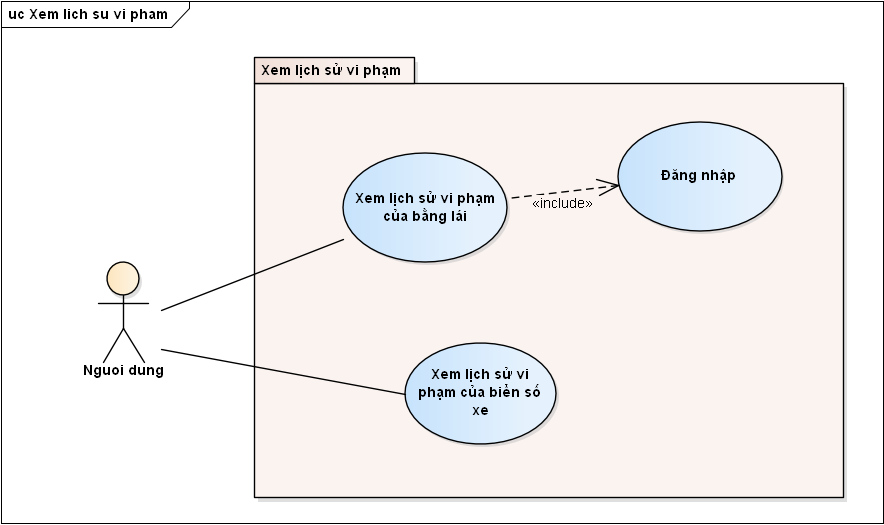 uc Xem lich su vi pham
Xem lịch sử vi phạm
Xem lịch sử vi phạm
của bằng lái
«include»
Đăng nhập
Nguoi dung
Xem lịch sử vi
phạm của biển số
xe